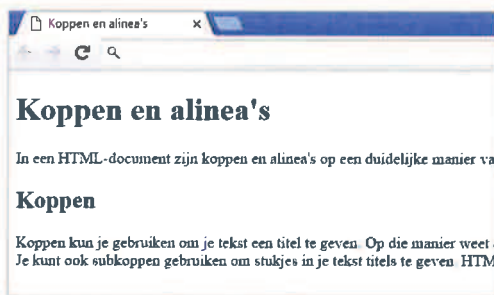 Koppen en alinea's
Koppen en alinea's
In een HTML-document zijn koppen en alinea's op een duidelijke manier
Koppen
Koppen kun je gebruiken om je tekst een titel te geven. Op die manier weet
Je kunt ook subkoppen gebruiken om stukjes in je tekst titels te geven. HTM